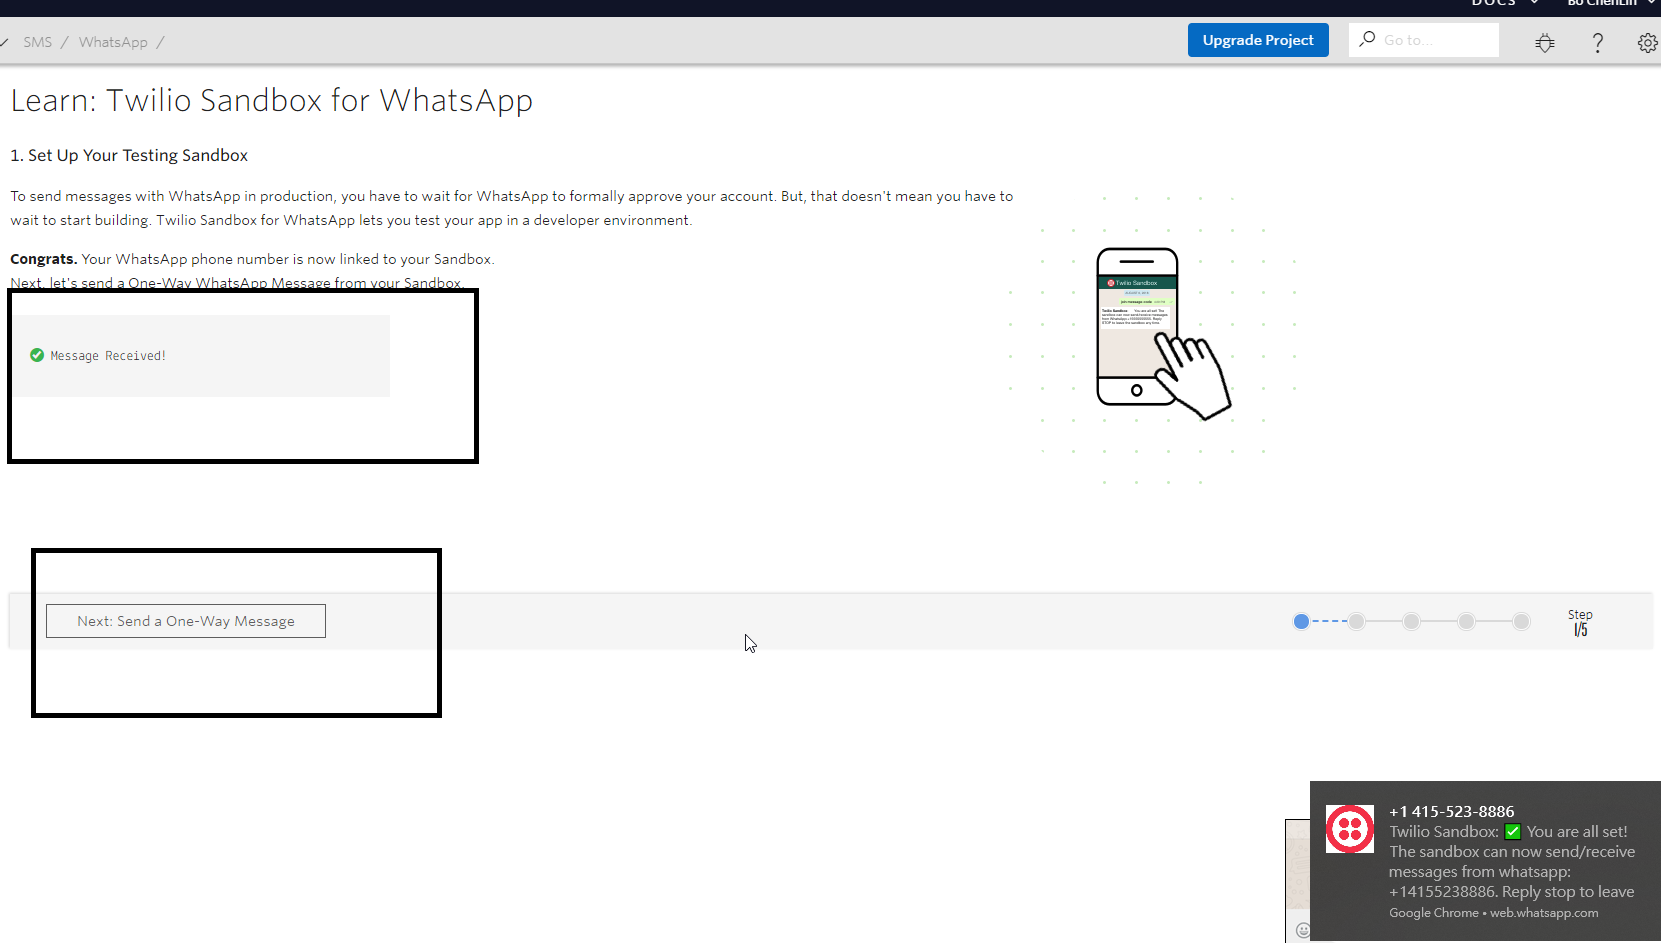 DOCS
Bo ChenLin
SMS / WhatsApp /
Upgrade Project
Go to...
Learn: Twilio Sandbox for WhatsApp
1. Set Up Your Testing Sandbox
To send messages with WhatsApp in production, you have to wait for WhatsApp to formally approve your account. But, that doesn't mean you have to
wait to start building. Twilio Sandbox for WhatsApp lets you test your app in a developer environment.
Congrats. Your WhatsApp phone number is now linked to your Sandbox.
Next, let's send a One-Way WhatsApp Message from your Sandbox.
Message Received!
Twilio Sandbox
Next: Send a One-Way Message
Step
1/5
+1 415-523-8886
Twilio Sandbox: ✅ You are all set!
The sandbox can now send/receive
messages from whatsapp:
+14155238886. Reply stop to leave
Google Chrome • web.whatsapp.com